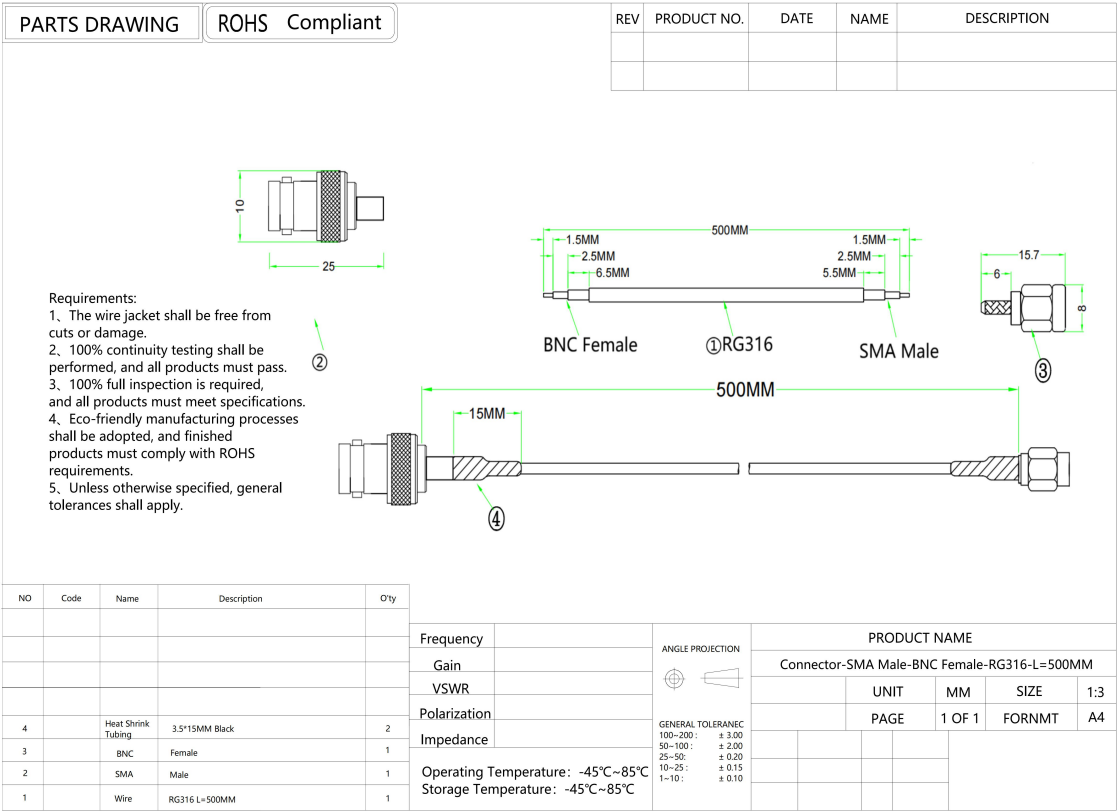 PARTS DRAWING
ROHS Compliant
REV PRODUCT NO. DATE NAME DESCRIPTION
10
25
500MM
1.5MM 1.5MM
2.5MM 2.5MM
6.5MM 5.5MM
BNC Female
①RG316
SMA Male
15.7
6
8
③
②
Requirements:
1、The wire jacket shall be free from
cuts or damage.
2、100% continuity testing shall be
performed, and all products must pass.
3、100% full inspection is required,
and all products must meet specifications.
4、Eco-friendly manufacturing processes
shall be adopted, and finished
products must comply with ROHS
requirements.
5、Unless otherwise specified, general
tolerances shall apply.
500MM
15MM
④
NO Code Name Description O'ty
4 Heat Shrink Tubing 3.5*15MM Black 2
3 BNC Female 1
2 SMA Male 1
1 Wire RG316 L=500MM 1
Frequency
Gain
VSWR
Polarization
Impedance
Operating Temperature：-45℃~85℃
Storage Temperature：-45℃~85℃
ANGLE PROJECTION
GENERAL TOLERANEC
100~200 : ± 3.00
50~100 : ± 2.00
25~50: ± 0.20
10~25 : ± 0.15
1~10 : ± 0.10
PRODUCT NAME
Connector-SMA Male-BNC Female-RG316-L=500MM
UNIT MM SIZE 1:3
PAGE 1 OF 1 FORNMT A4